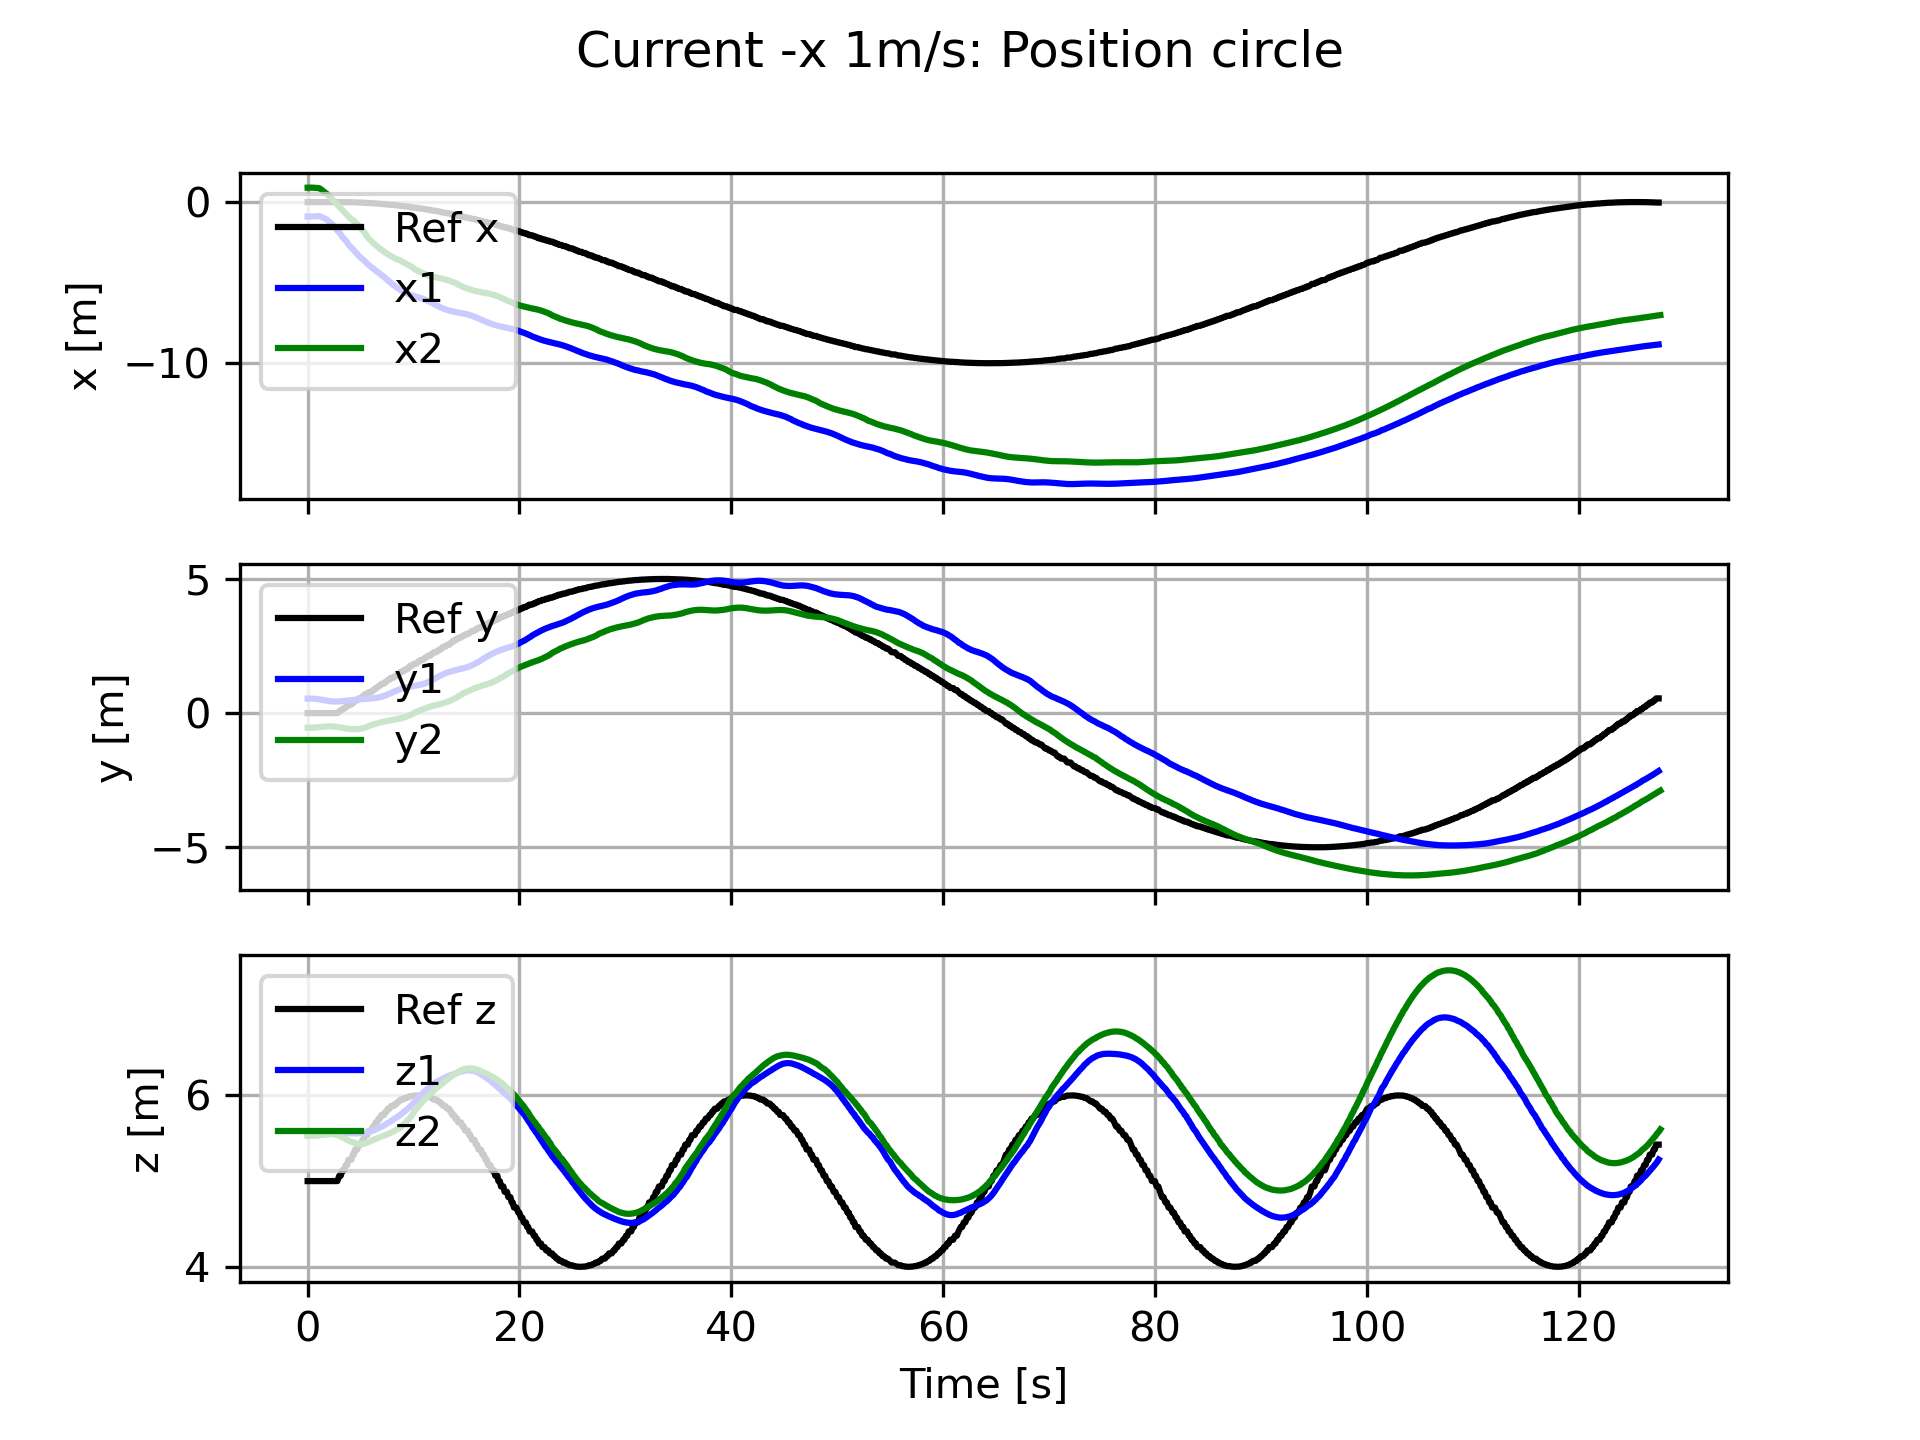 Current -x 1m/s: Position circle
x [m]
0
−10
Ref x
x1
x2
y [m]
5
0
−5
Ref y
y1
y2
z [m]
6
4
Ref z
z1
z2
0 20 40 60 80 100 120
Time [s]